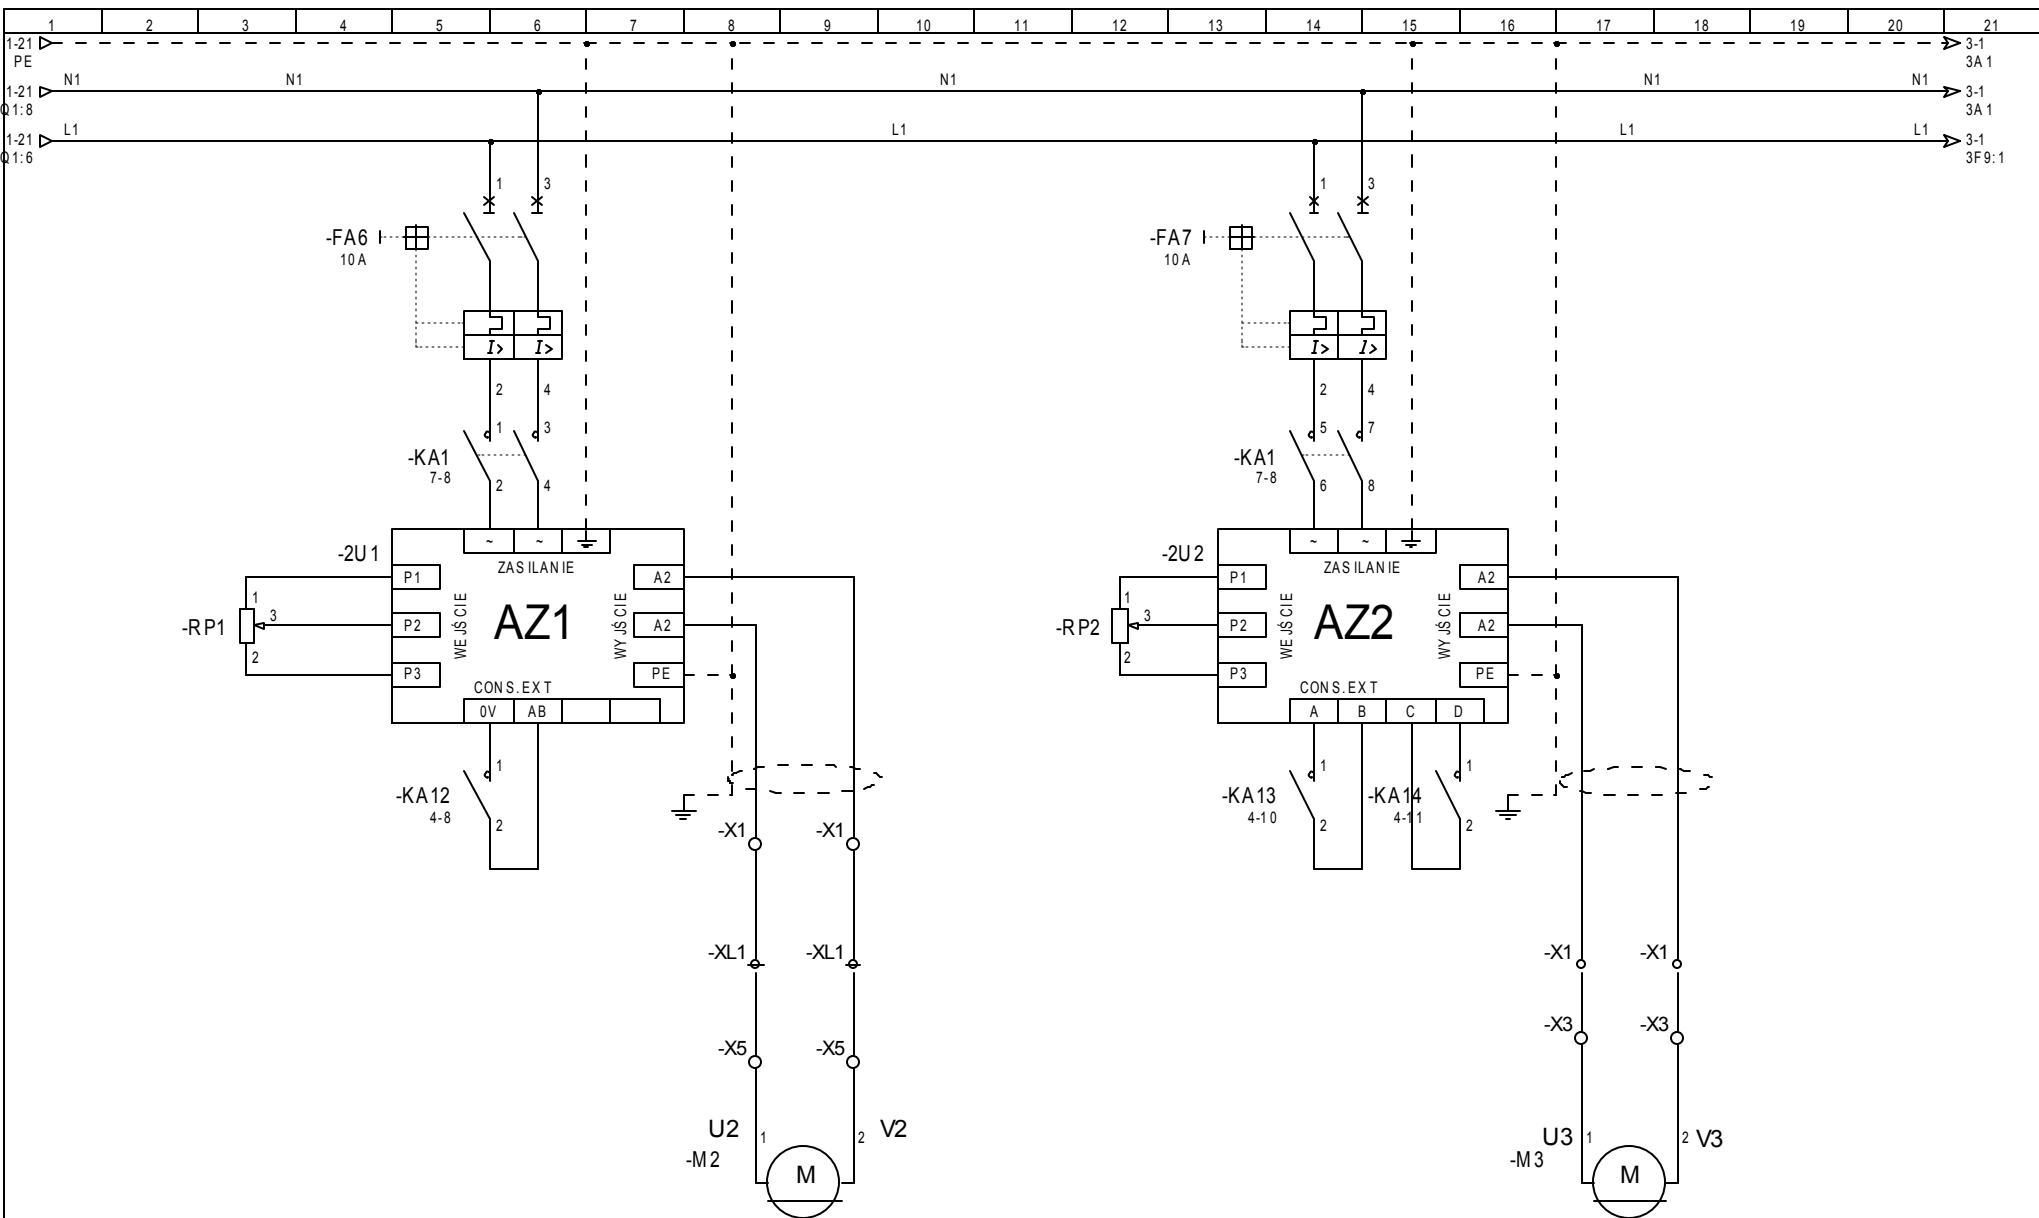 1 2 3 4 5 6 7 8 9 10 11 12 13 14 15 16 17 18 19 20 21
1-21 3-1
PE 3A1
N1 N1 N1 N1 N1
1-21 3-1
Q1:8 3A1
L1 L1 L1 L1
1-21 3-1
Q1:6 3F9:1
1 3 1 3
-FA6 -FA7
10A 10A
I> I> I> I>
2 4 2 4
1 3 5 7
-KA1 -KA1
7-8 7-8
2 4 6 8
~ ~ ~ ~
-2U1 -2U2
ZASILANIE ZASILANIE
P1 A2 P1 A2
1 1
3 3
-RP1 P2 WEJŚCIE AZ1 WYJŚCIE A2 -RP2 P2 WEJŚCIE AZ2 WYJŚCIE A2
2 2
P3 PE P3 PE
CONS.EXT CONS.EXT
0V AB A B C D
1 1 1
-KA12 -KA13 -KA14
4-8 4-10 4-11
2 2 2
-X1 -X1
-XL1 -XL1 -X1 -X1
-X3 -X3
-X5 -X5
U2 1 2 V2 U3 1 2 V3
-M2 -M3
M M